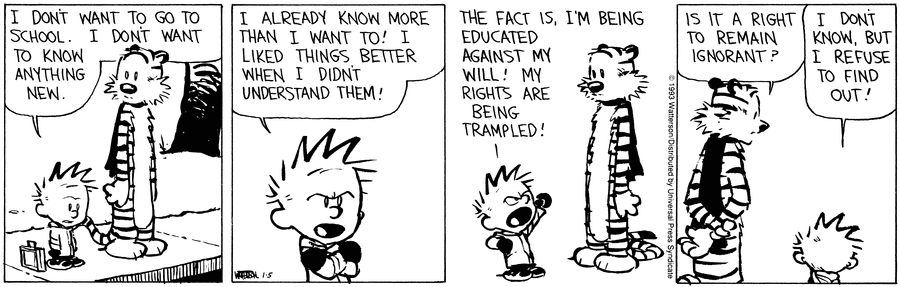 I DON'T WANT TO GO TO
SCHOOL. I DON'T WANT
TO KNOW
ANYTHING
NEW.
I ALREADY KNOW MORE
THAN I WANT TO! I
LIKED THINGS BETTER
WHEN I DIDN'T
UNDERSTAND THEM!
WATTERSON 1-5
THE FACT IS, I'M BEING
EDUCATED
AGAINST MY
WILL! MY
RIGHTS ARE
BEING
TRAMPLED!
© 1993 Watterson/Distributed by Universal Press Syndicate
IS IT A RIGHT
TO REMAIN
IGNORANT?
I DON'T
KNOW, BUT
I REFUSE
TO FIND
OUT!